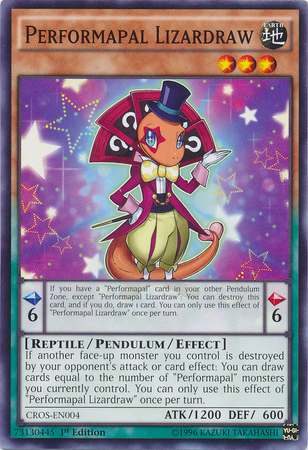 PERFORMAPAL LIZARDRAW
EARTH
地
If you have a "Performapal" card in your other Pendulum
Zone, except "Performapal Lizardraw": You can destroy this
card, and if you do, draw 1 card. You can only use this effect of
"Performapal Lizardraw" once per turn.
6
6
[REPTILE / PENDULUM / EFFECT]
If another face-up monster you control is destroyed
by your opponent's attack or card effect: You can draw
cards equal to the number of "Performapal" monsters
you currently control. You can only use this effect of
"Performapal Lizardraw" once per turn.
CROS-EN004
ATK/1200 DEF/ 600
73130445
1st Edition
©1996 KAZUKI TAKAHASHI